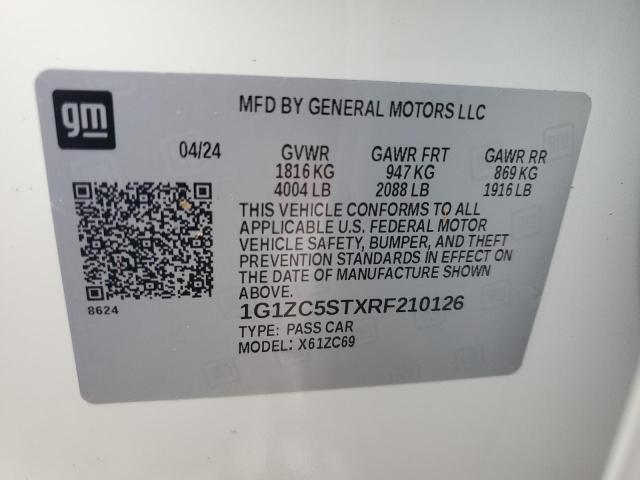 gm
MFD BY GENERAL MOTORS LLC
04/24 GVWR GAWR FRT GAWR RR
1816 KG 947 KG 869 KG
4004 LB 2088 LB 1916 LB
THIS VEHICLE CONFORMS TO ALL
APPLICABLE U.S. FEDERAL MOTOR
VEHICLE SAFETY, BUMPER, AND THEFT
PREVENTION STANDARDS IN EFFECT ON
THE DATE OF MANUFACTURE SHOWN
ABOVE.
8624
1G1ZC5STXRF210126
TYPE: PASS CAR
MODEL: X61ZC69